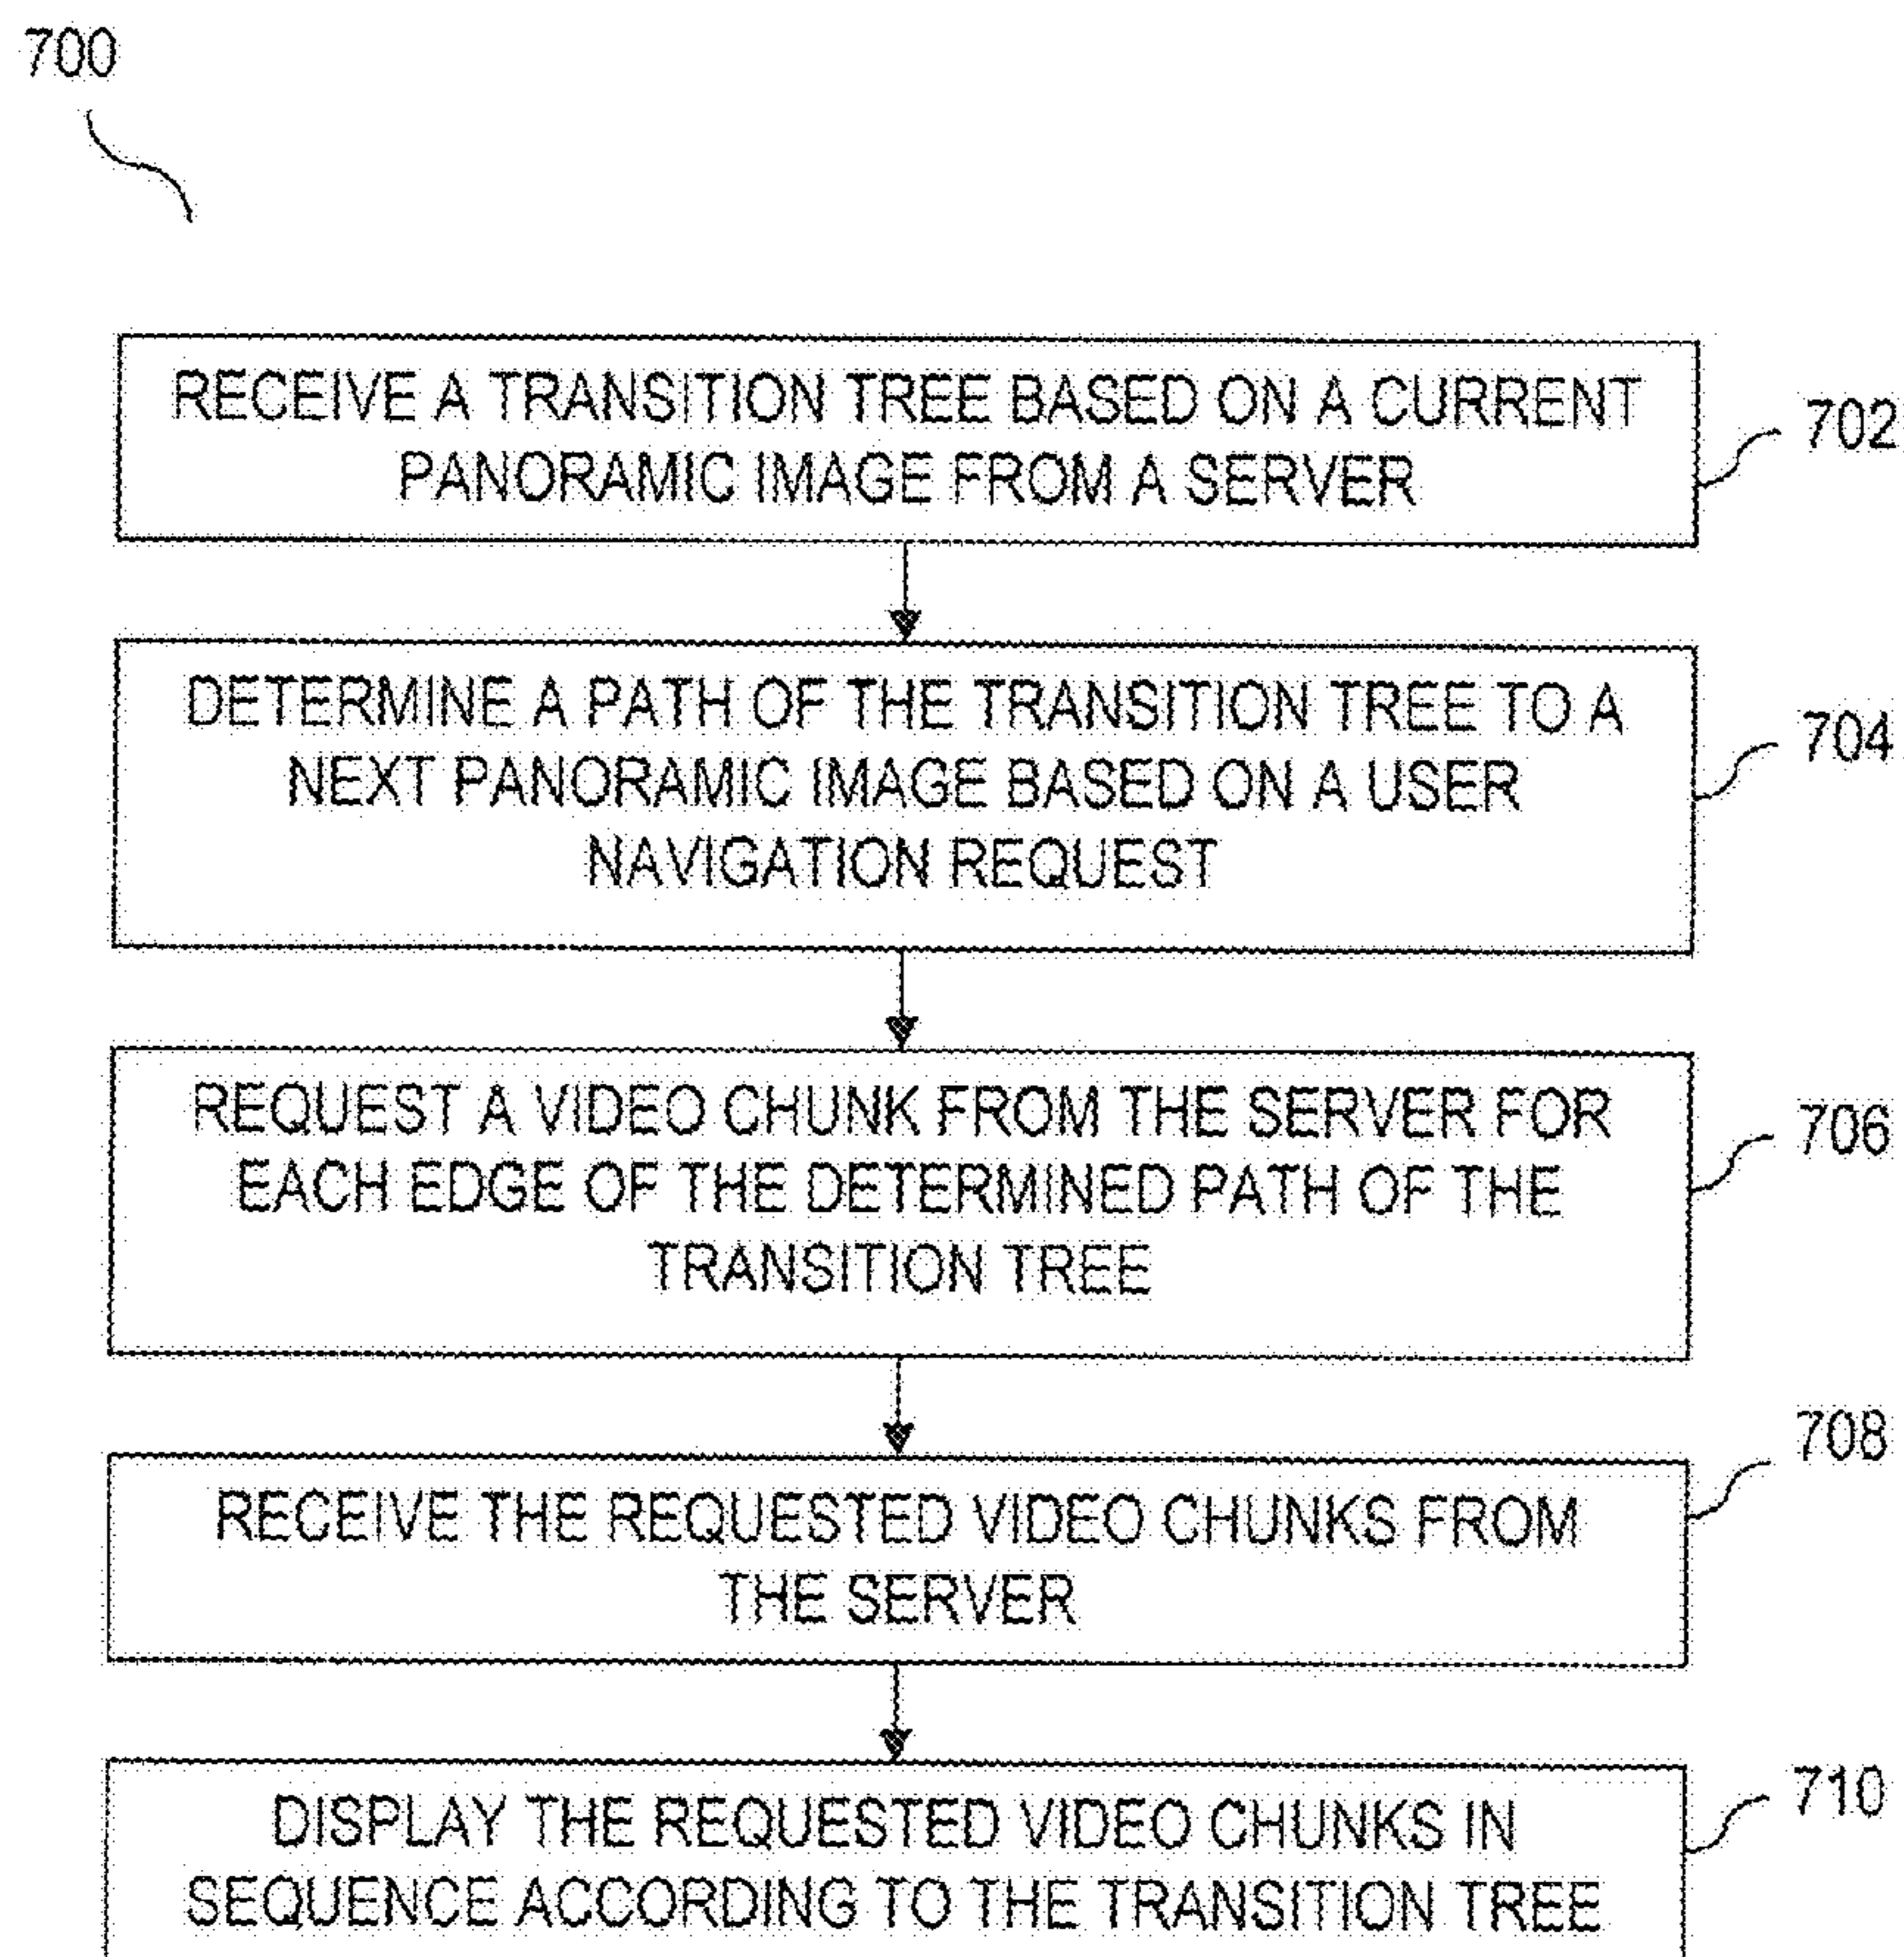 700
RECEIVE A TRANSITION TREE BASED ON A CURRENT
PANORAMIC IMAGE FROM A SERVER
702
DETERMINE A PATH OF THE TRANSITION TREE TO A
NEXT PANORAMIC IMAGE BASED ON A USER
NAVIGATION REQUEST
704
REQUEST A VIDEO CHUNK FROM THE SERVER FOR
EACH EDGE OF THE DETERMINED PATH OF THE
TRANSITION TREE
706
RECEIVE THE REQUESTED VIDEO CHUNKS FROM
THE SERVER
708
DISPLAY THE REQUESTED VIDEO CHUNKS IN
SEQUENCE ACCORDING TO THE TRANSITION TREE
710